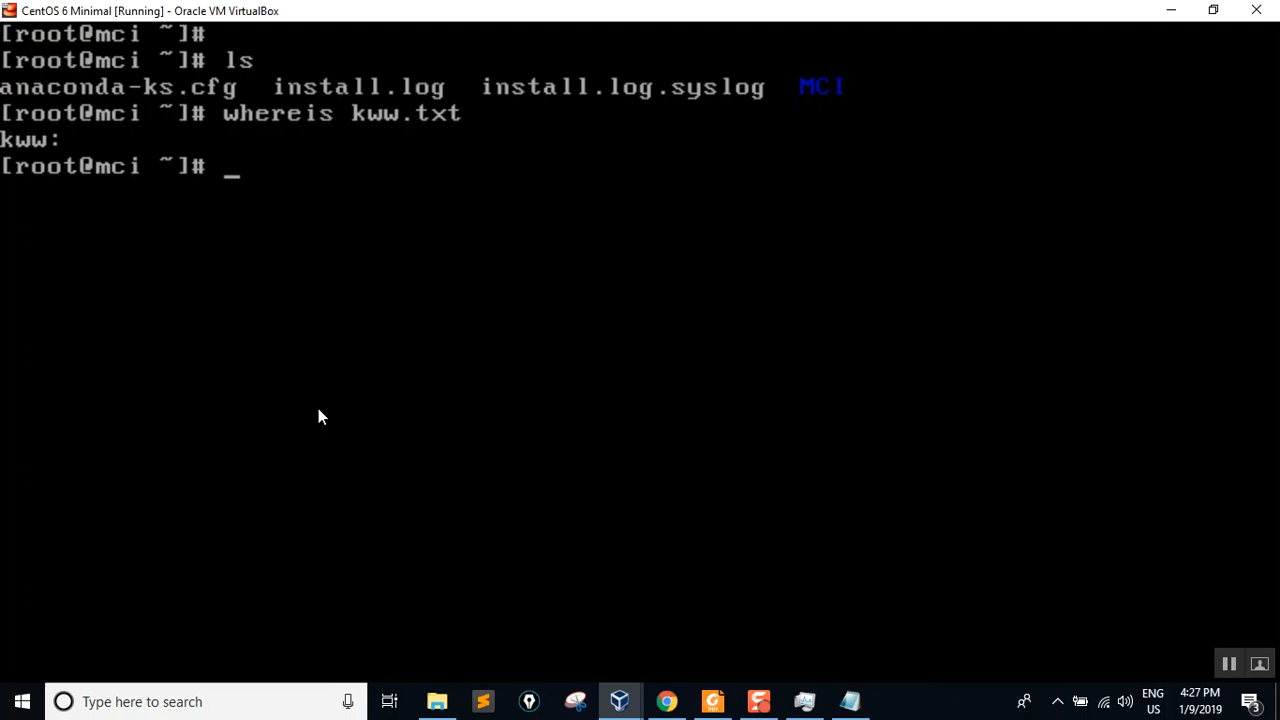 CentOS 6 Minimal [Running] - Oracle VM VirtualBox
[root@mci ~]#
[root@mci ~]# ls
anaconda-ks.cfg  install.log  install.log.syslog  MCI
[root@mci ~]# whereis kww.txt
kww:
[root@mci ~]# _
Type here to search
ENG
US
4:27 PM
1/9/2019
3